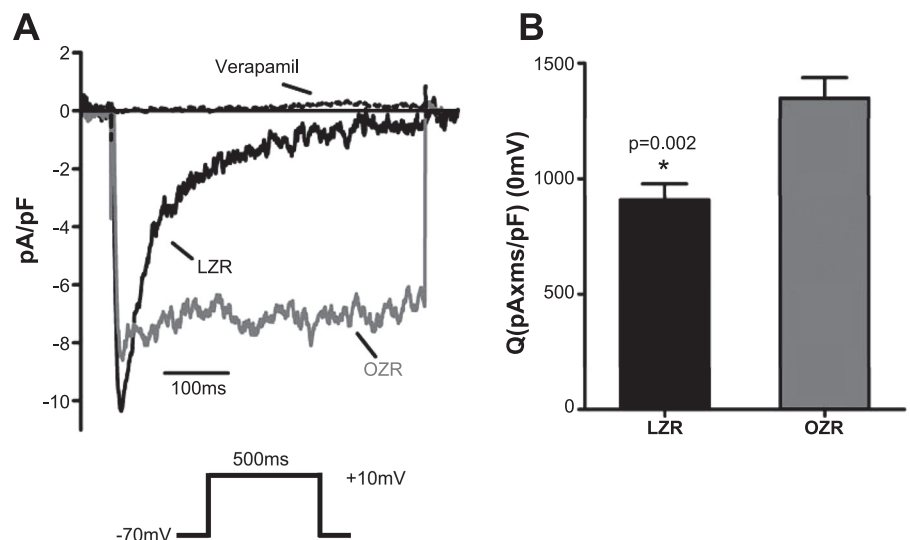 A
2
0
-2
-4
-6
-8
-10
pA/pF
Verapamil
LZR
OZR
100ms
500ms
+10mV
-70mV
B
1500
1000
500
0
Q(pAxms/pF) (0mV)
p=0.002
*
LZR
OZR